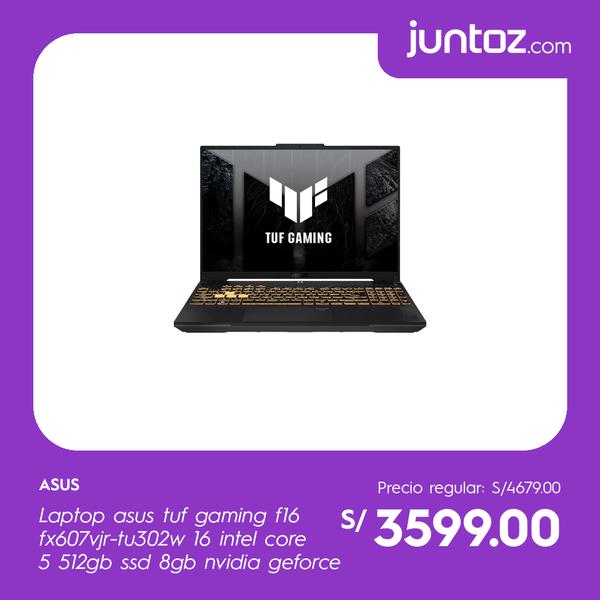 juntoz.com
TUF GAMING
ASUS
Laptop asus tuf gaming f16
fx607vjr-tu302w 16 intel core
5 512gb ssd 8gb nvidia geforce
Precio regular: S/4679.00
S/ 3599.00